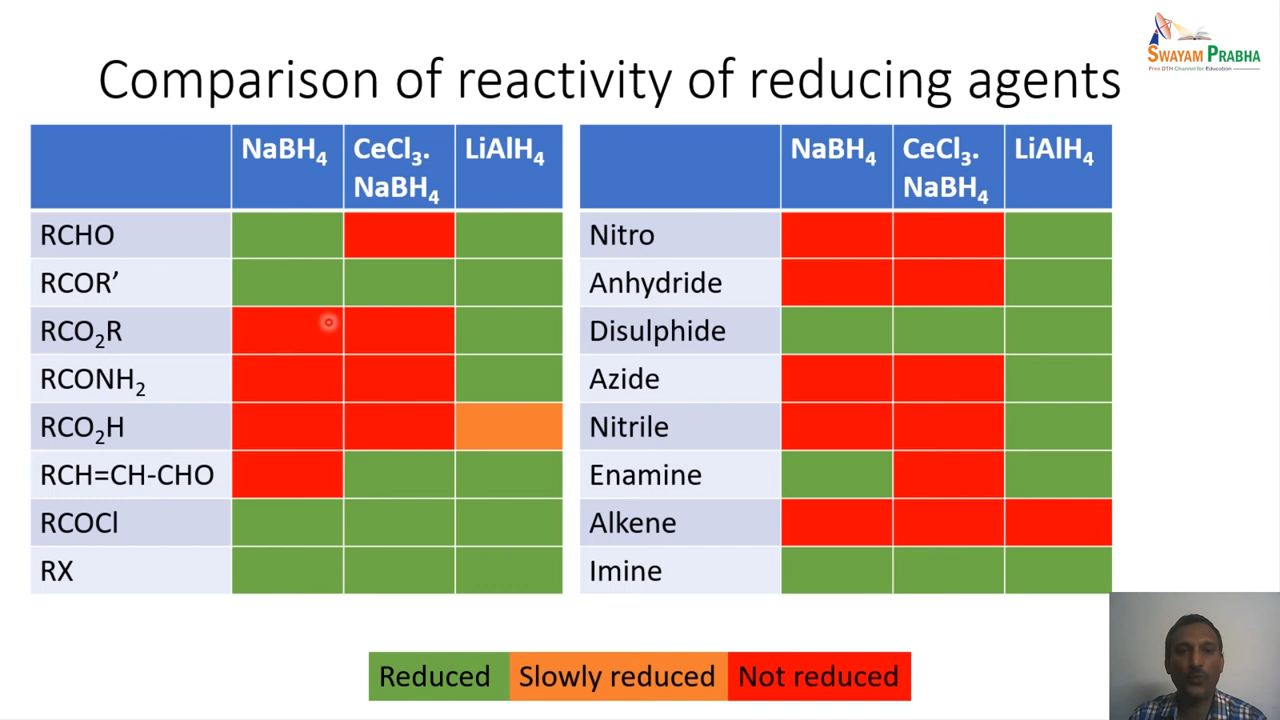 SWAYAM PRABHA
Free DTH Channel for Education
Comparison of reactivity of reducing agents
NaBH₄ CeCl₃. NaBH₄ LiAlH₄
RCHO
RCOR’
RCO₂R
RCONH₂
RCO₂H
RCH=CH-CHO
RCOCl
RX
NaBH₄ CeCl₃. NaBH₄ LiAlH₄
Nitro
Anhydride
Disulphide
Azide
Nitrile
Enamine
Alkene
Imine
Reduced Slowly reduced Not reduced